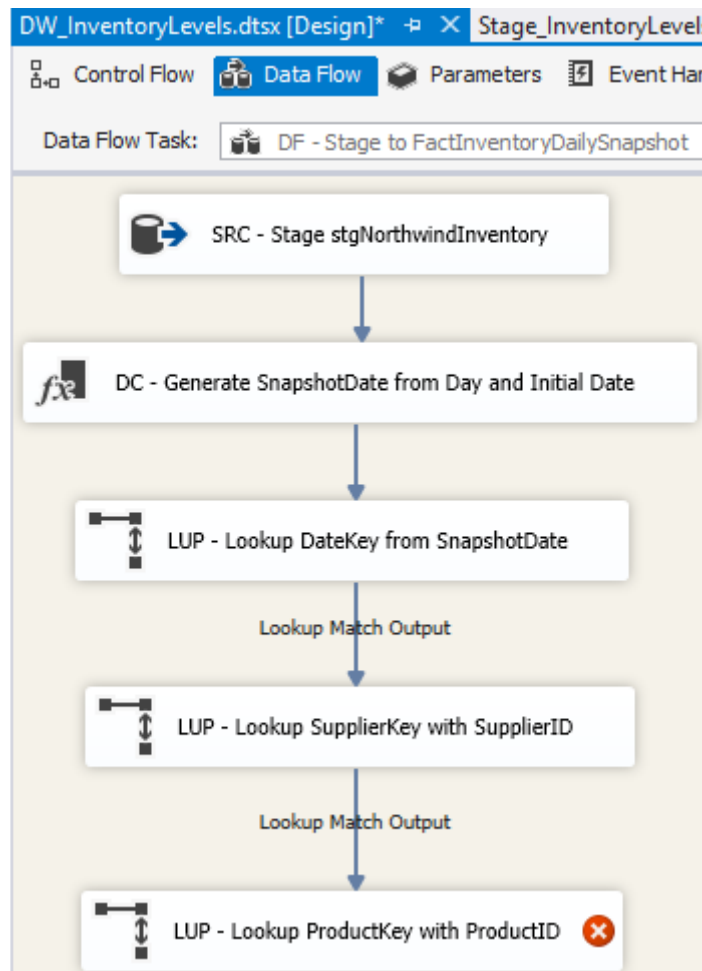 DW_InventoryLevels.dtsx [Design]* Stage_InventoryLevels
Control Flow Data Flow Parameters Event Har
Data Flow Task: DF - Stage to FactInventoryDailySnapshot
SRC - Stage stgNorthwindInventory
DC - Generate SnapshotDate from Day and Initial Date
LUP - Lookup DateKey from SnapshotDate
Lookup Match Output
LUP - Lookup SupplierKey with SupplierID
Lookup Match Output
LUP - Lookup ProductKey with ProductID